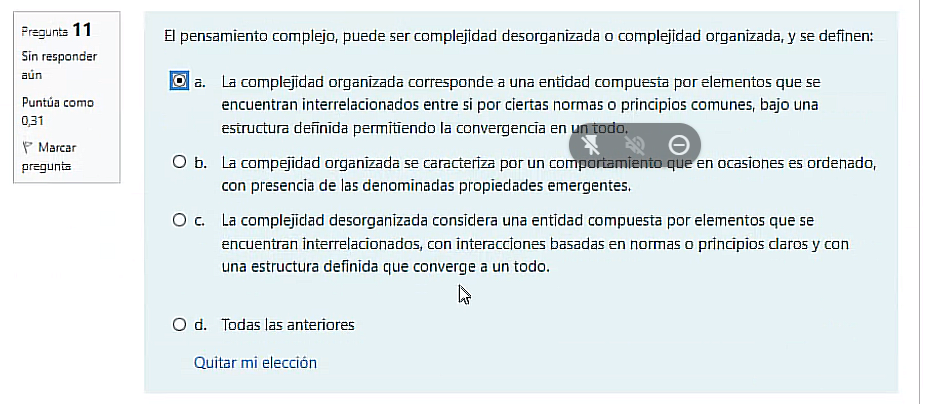 Pregunta 11
Sin responder
aún
Puntúa como
0,31
Marcar
pregunta
El pensamiento complejo, puede ser complejidad desorganizada o complejidad organizada, y se definen:
a. La complejidad organizada corresponde a una entidad compuesta por elementos que se
encuentran interrelacionados entre si por ciertas normas o principios comunes, bajo una
estructura definida permitiendo la convergencia en un todo.
b. La compejidad organizada se caracteriza por un comportamiento que en ocasiones es ordenado,
con presencia de las denominadas propiedades emergentes.
c. La complejidad desorganizada considera una entidad compuesta por elementos que se
encuentran interrelacionados, con interacciones basadas en normas o principios claros y con
una estructura definida que converge a un todo.
d. Todas las anteriores
Quitar mi elección